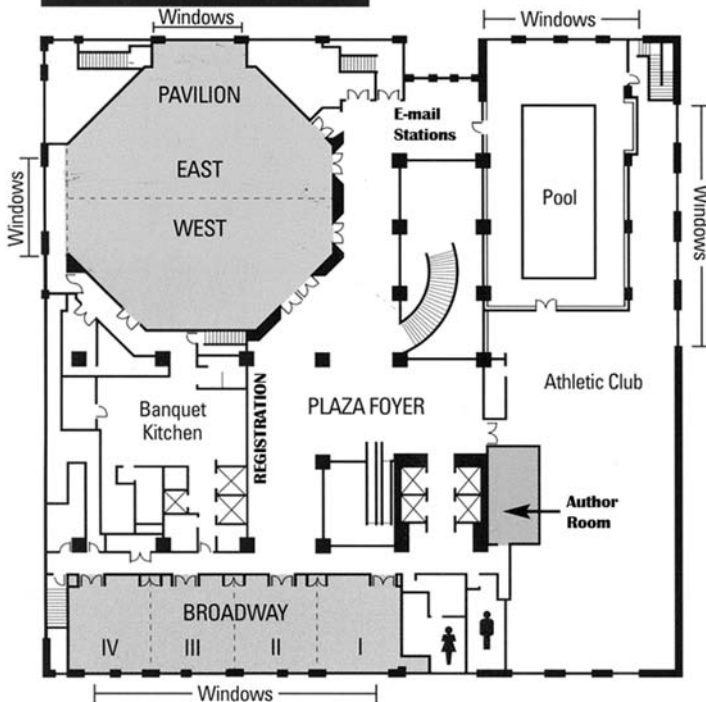 Windows
Windows
PAVILION
E-mail
Stations
EAST
Windows
WEST
Pool
Windows
Athletic Club
PLAZA FOYER
Banquet
Kitchen
REGISTRATION
Author
Room
BROADWAY
IV III II I
Windows